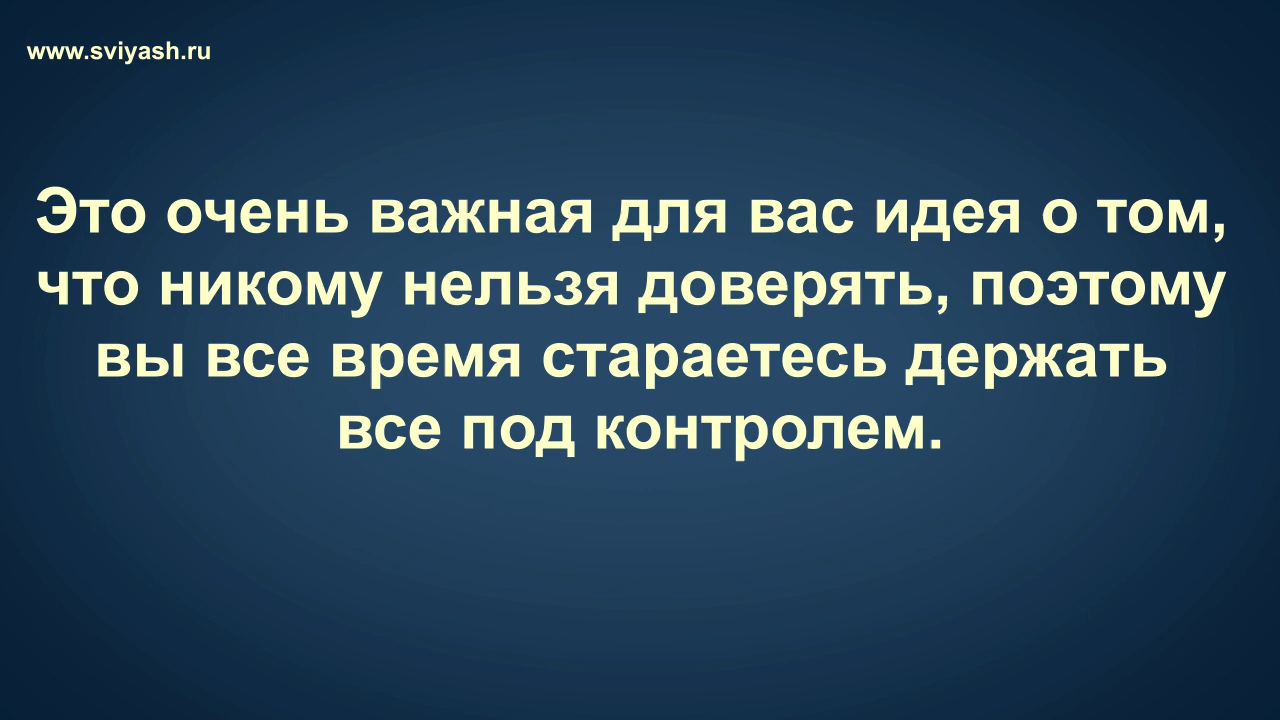 www.sviyash.ru
Это очень важная для вас идея о том,
что никому нельзя доверять, поэтому
вы все время стараетесь держать
все под контролем.